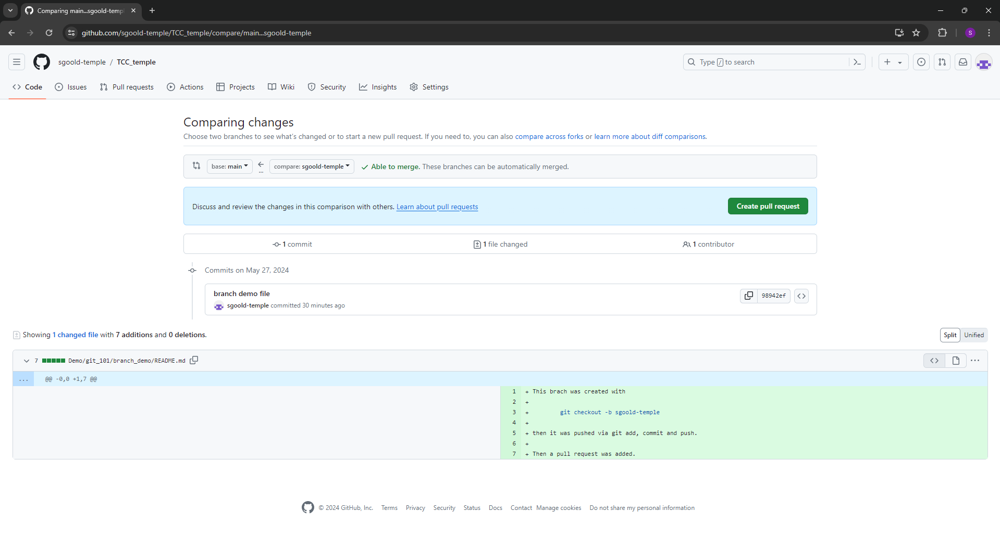 Comparing main...sgoold-temp
github.com/sgoold-temple/TCC_temple/compare/main...sgoold-temple
S
sgoold-temple / TCC_temple
Type / to search
Code Issues Pull requests Actions Projects Wiki Security Insights Settings
Comparing changes
Choose two branches to see what's changed or to start a new pull request. If you need to, you can also compare across forks or learn more about diff comparisons.
base: main ... compare: sgoold-temple Able to merge. These branches can be automatically merged.
Discuss and review the changes in this comparison with others. Learn about pull requests
Create pull request
1 commit 1 file changed 1 contributor
Commits on May 27, 2024
branch demo file
98942ef
sgoold-temple committed 30 minutes ago
Showing 1 changed file with 7 additions and 0 deletions.
Split Unified
7 Demo/git_101/branch_demo/README.md
... @@ -0,0 +1,7 @@
1 + This brach was created with
2 +
3 + git checkout -b sgoold-temple
4 +
5 + then it was pushed via git add, commit and push.
6 +
7 + Then a pull request was added.
© 2024 GitHub, Inc. Terms Privacy Security Status Docs Contact Manage cookies Do not share my personal information